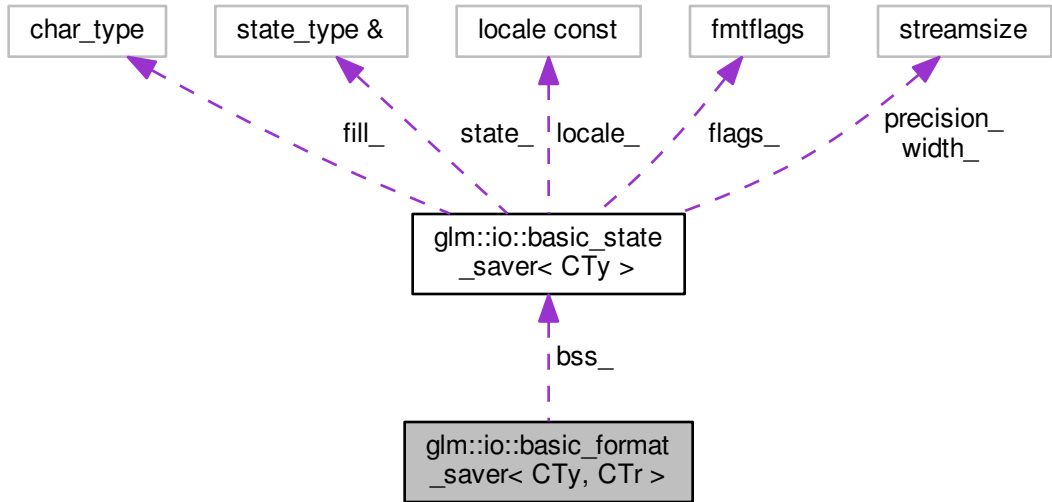 char_type
state_type &
locale const
fmtflags
streamsize
fill_
state_
locale_
flags_
precision_
width_
glm::io::basic_state
_saver< CTy >
bss_
glm::io::basic_format
_saver< CTy, CTr >